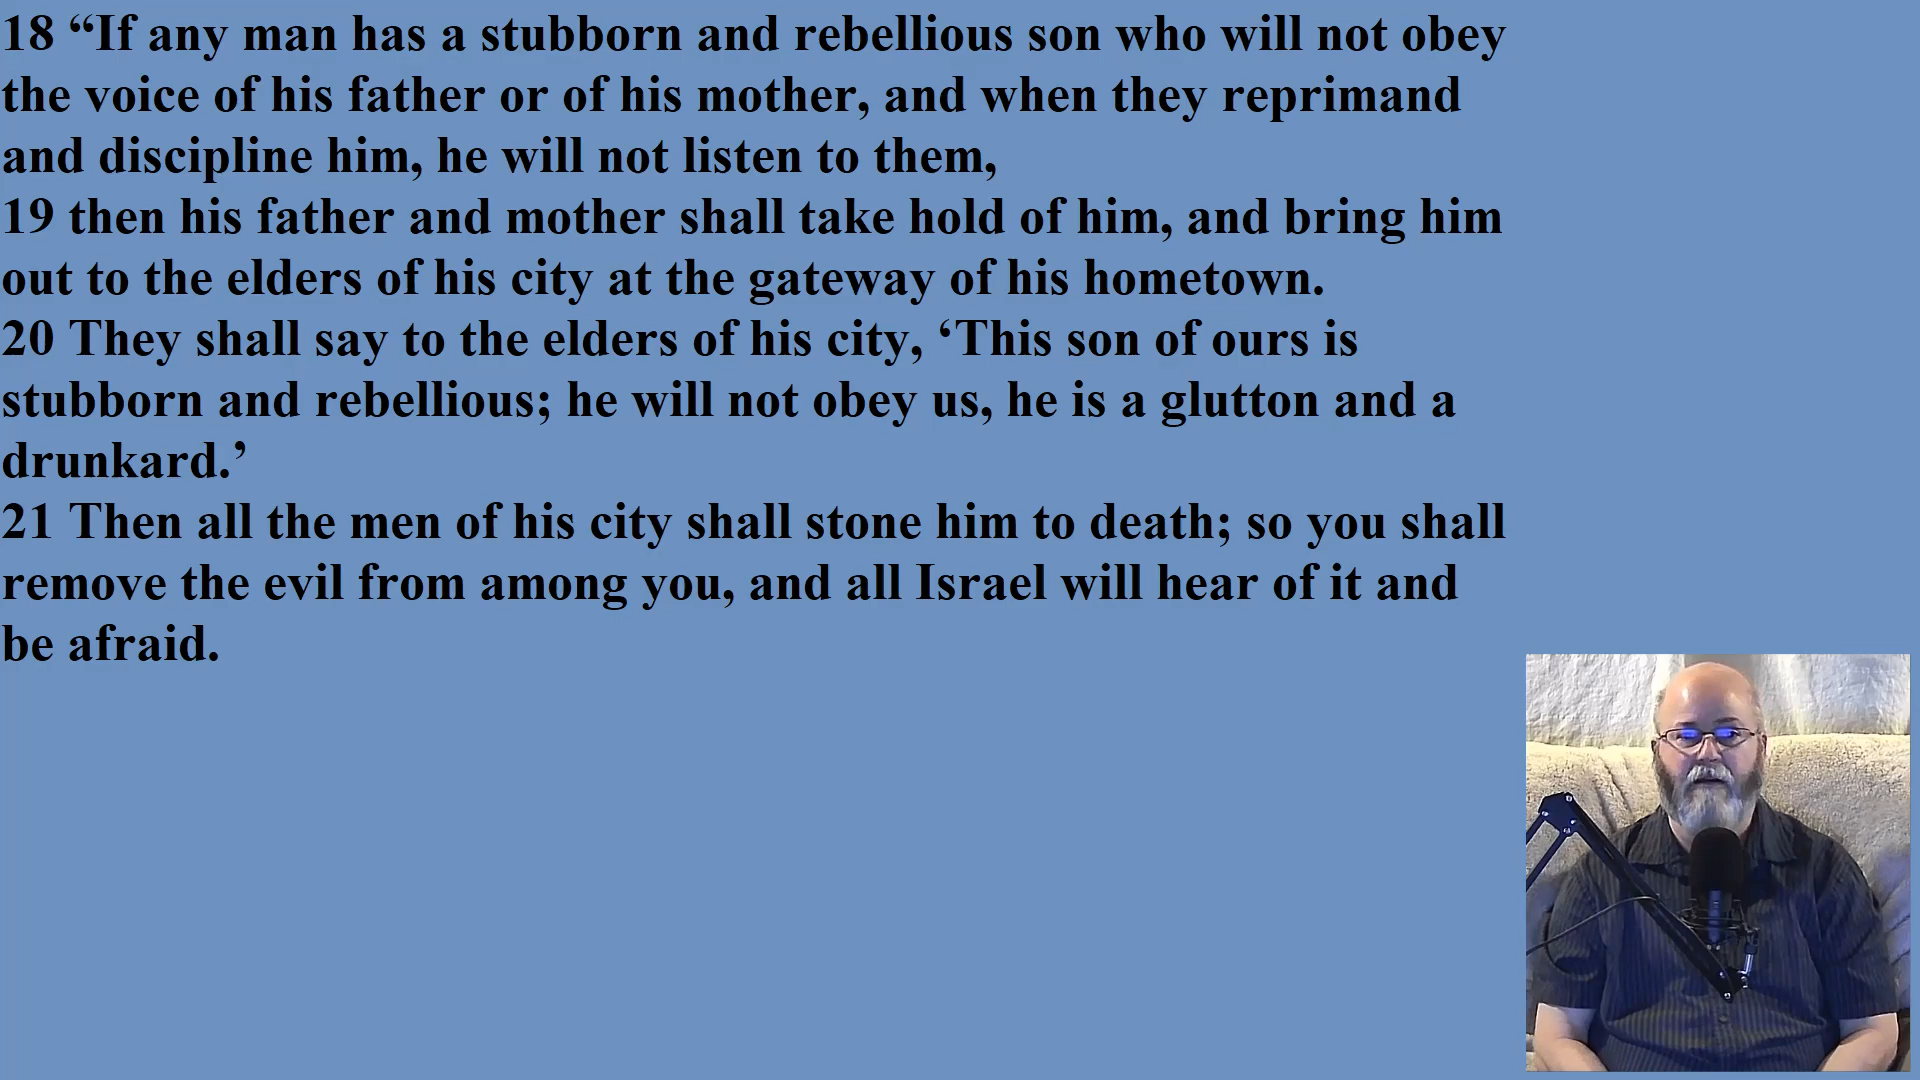 18 “If any man has a stubborn and rebellious son who will not obey
the voice of his father or of his mother, and when they reprimand
and discipline him, he will not listen to them,
19 then his father and mother shall take hold of him, and bring him
out to the elders of his city at the gateway of his hometown.
20 They shall say to the elders of his city, ‘This son of ours is
stubborn and rebellious; he will not obey us, he is a glutton and a
drunkard.’
21 Then all the men of his city shall stone him to death; so you shall
remove the evil from among you, and all Israel will hear of it and
be afraid.